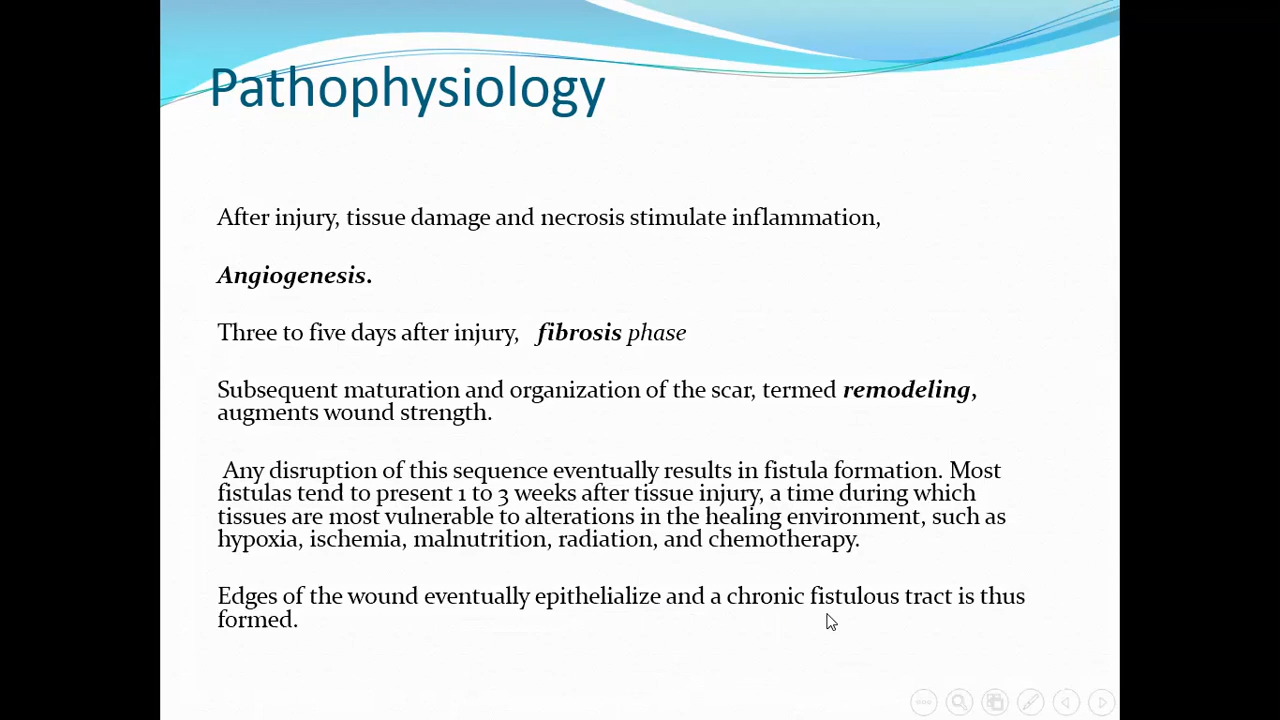 Pathophysiology
After injury, tissue damage and necrosis stimulate inflammation,
Angiogenesis.
Three to five days after injury, fibrosis phase
Subsequent maturation and organization of the scar, termed remodeling,
augments wound strength.
Any disruption of this sequence eventually results in fistula formation. Most
fistulas tend to present 1 to 3 weeks after tissue injury, a time during which
tissues are most vulnerable to alterations in the healing environment, such as
hypoxia, ischemia, malnutrition, radiation, and chemotherapy.
Edges of the wound eventually epithelialize and a chronic fistulous tract is thus
formed.